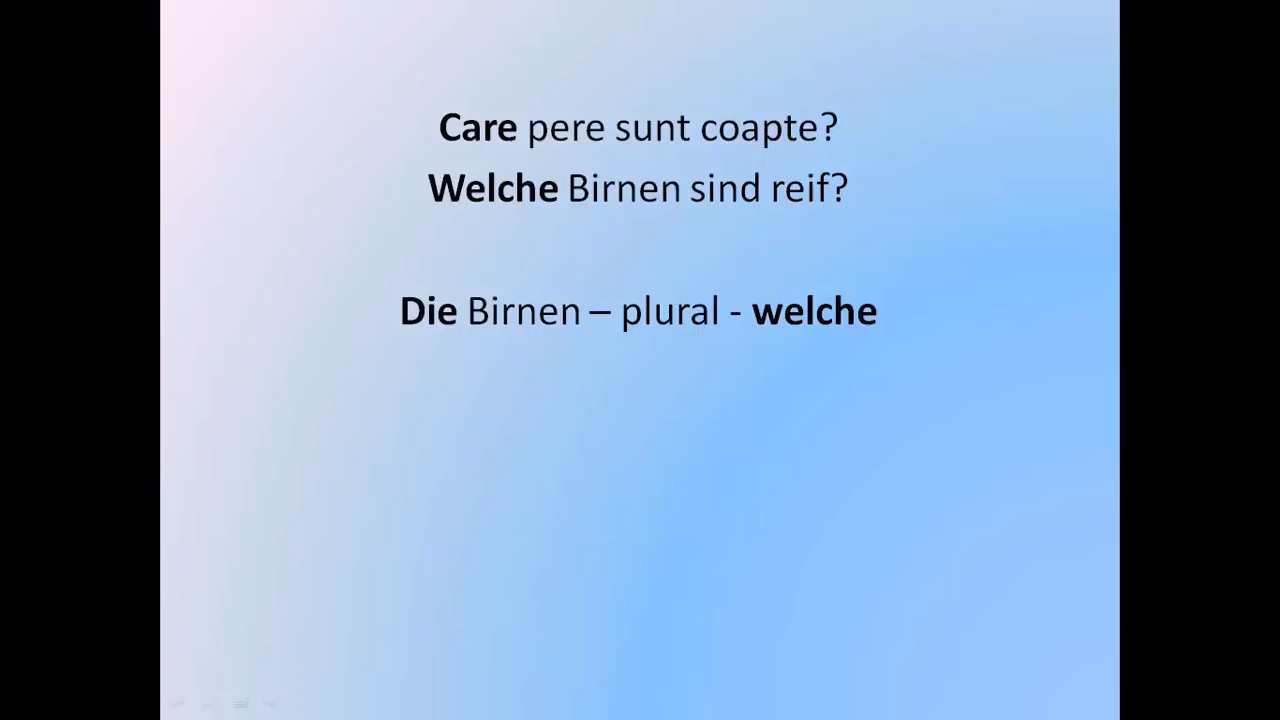 Care pere sunt coapte?
Welche Birnen sind reif?
Die Birnen – plural - welche